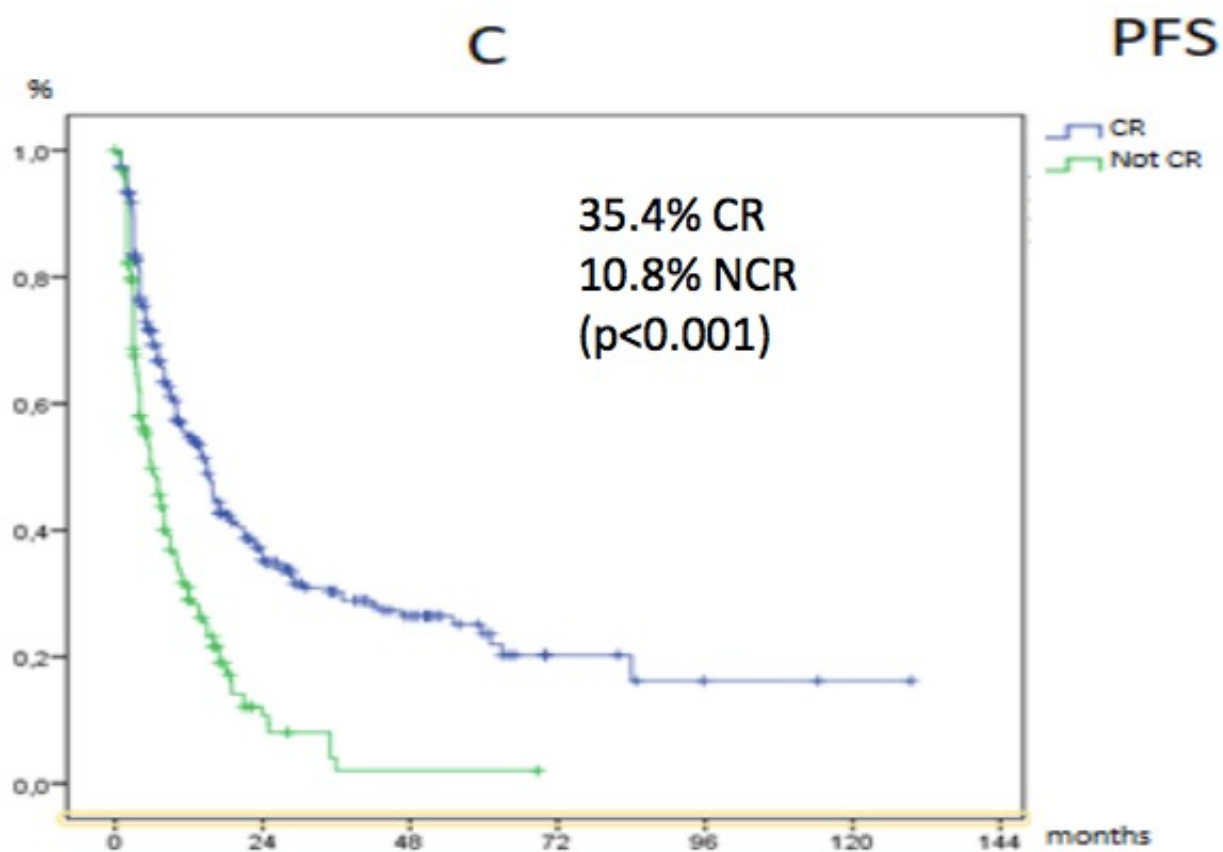 C
PFS
%
CR
Not CR
35.4% CR
10.8% NCR
(p<0.001)
1,0
0,8
0,6
0,4
0,2
0,0
0 24 48 72 96 120 144 months